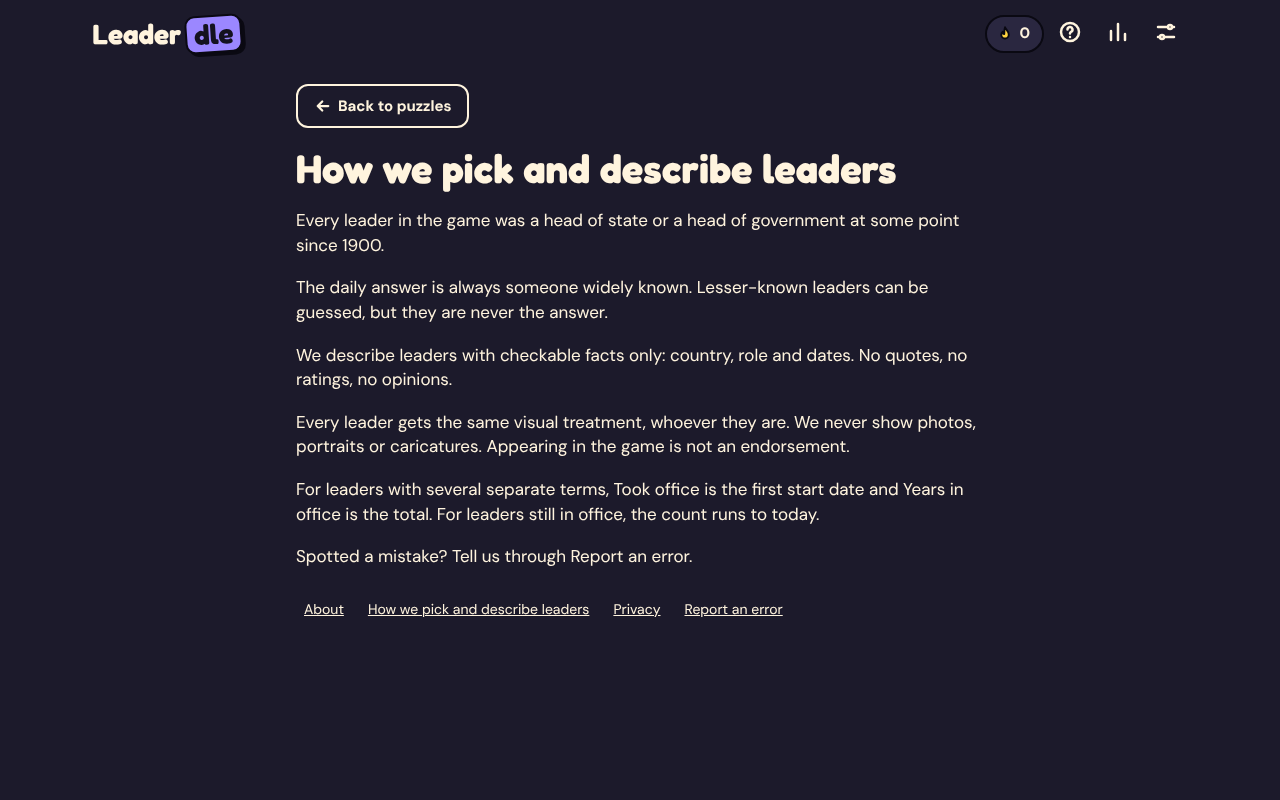 Leader dle
0
Back to puzzles
How we pick and describe leaders
Every leader in the game was a head of state or a head of government at some point
since 1900.
The daily answer is always someone widely known. Lesser-known leaders can be
guessed, but they are never the answer.
We describe leaders with checkable facts only: country, role and dates. No quotes, no
ratings, no opinions.
Every leader gets the same visual treatment, whoever they are. We never show photos,
portraits or caricatures. Appearing in the game is not an endorsement.
For leaders with several separate terms, Took office is the first start date and Years in
office is the total. For leaders still in office, the count runs to today.
Spotted a mistake? Tell us through Report an error.
About How we pick and describe leaders Privacy Report an error